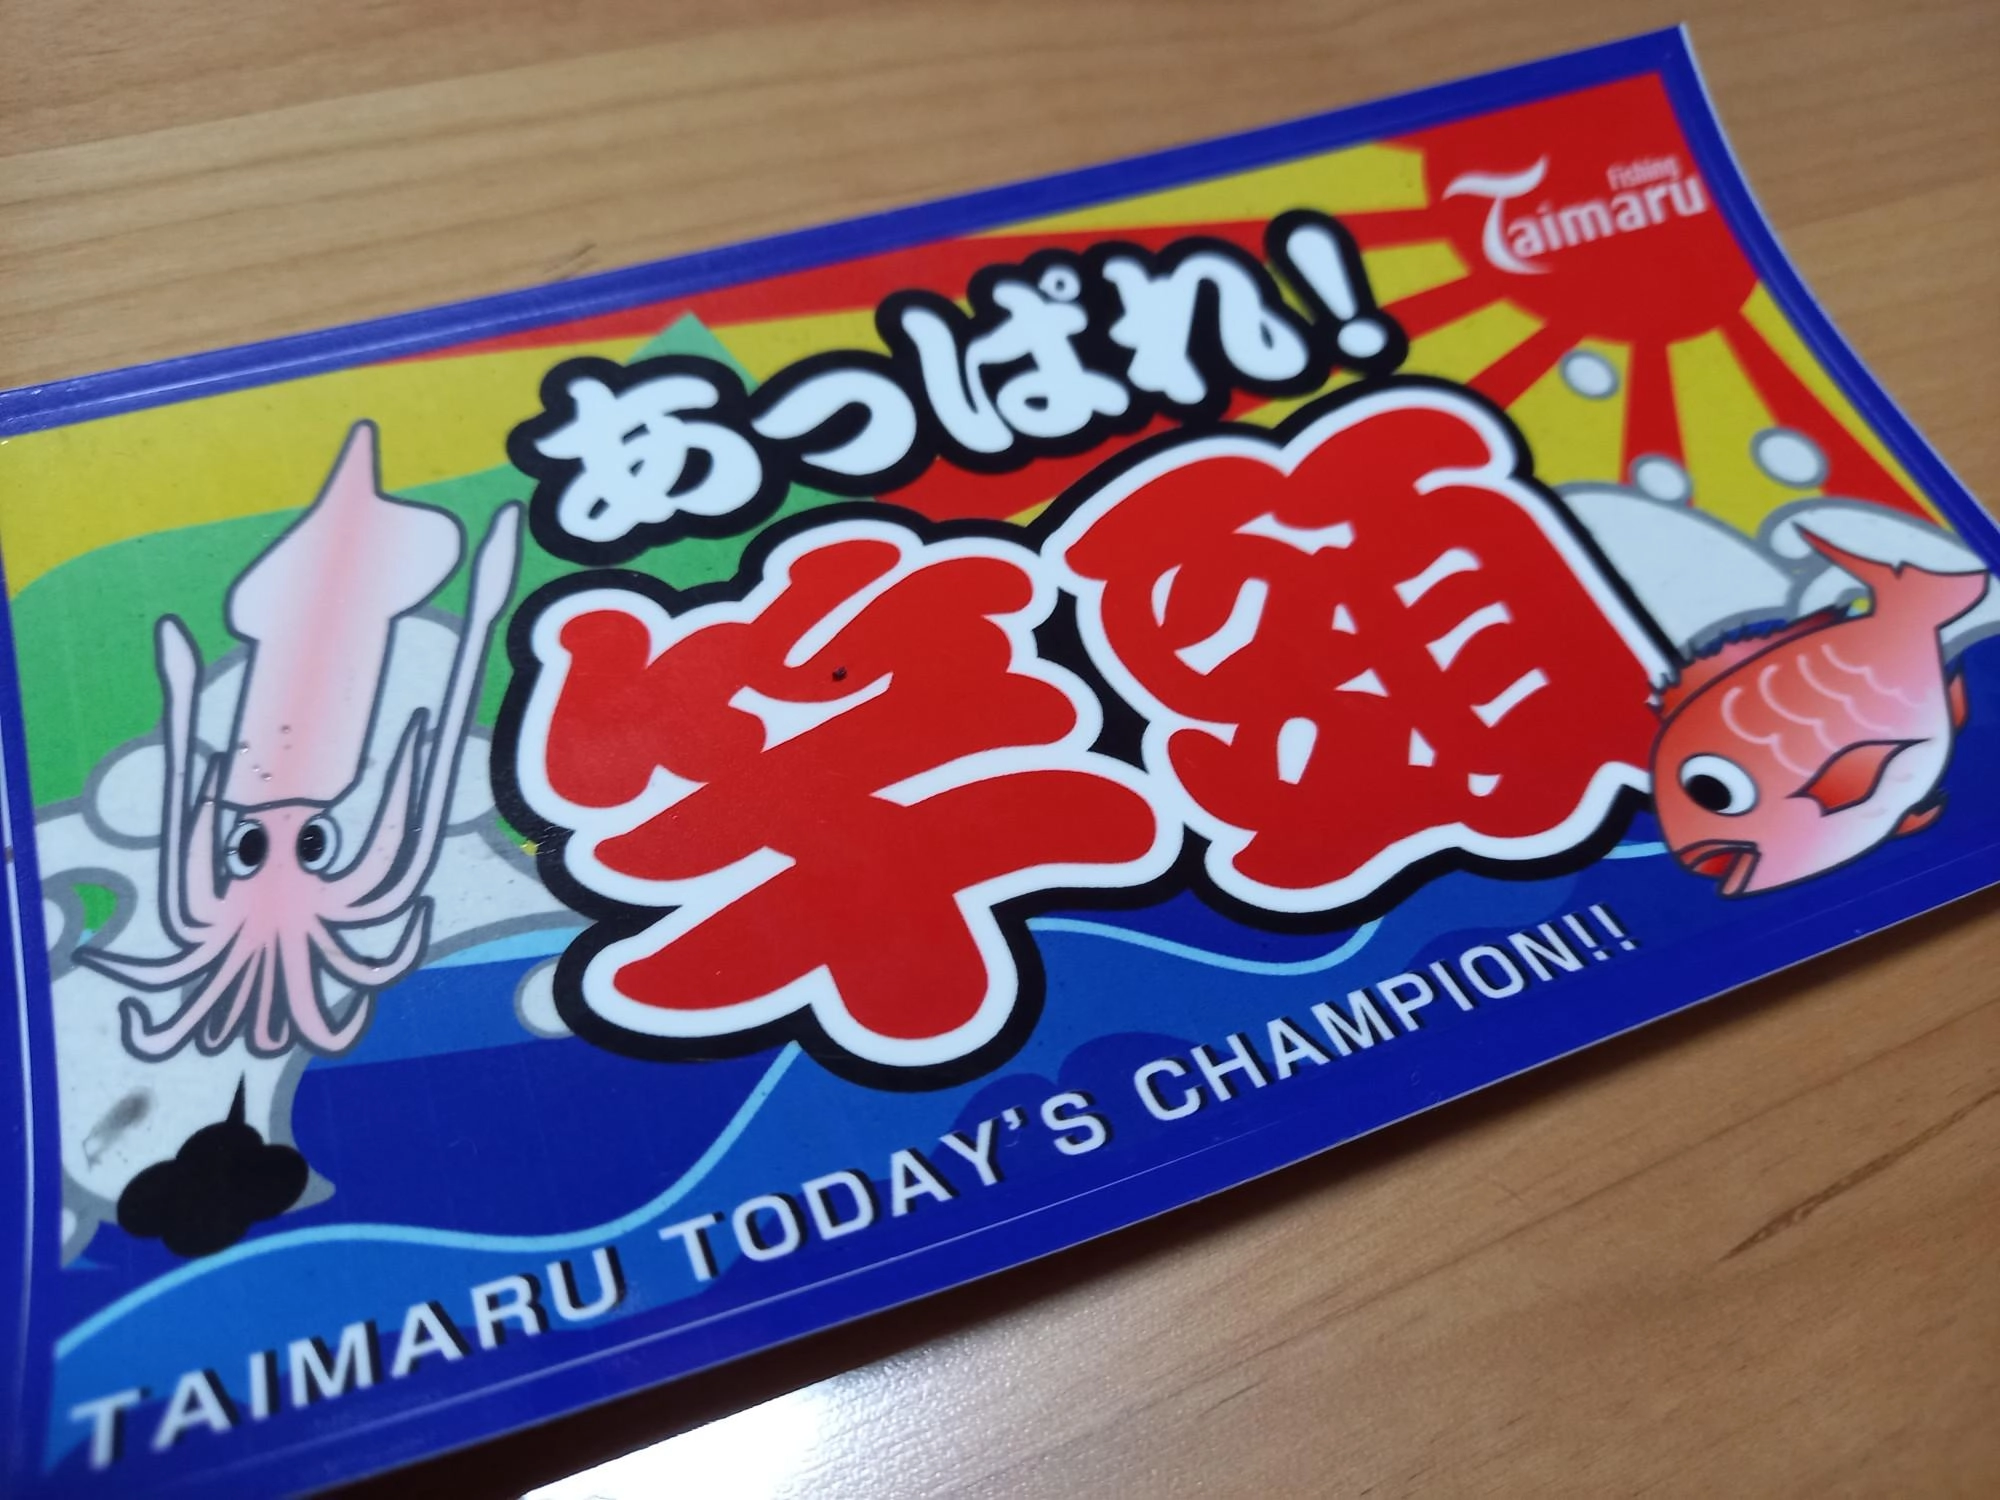 Fishing
Taimaru
あっぱれ!
竿頭
TAIMARU TODAY'S CHAMPION!!